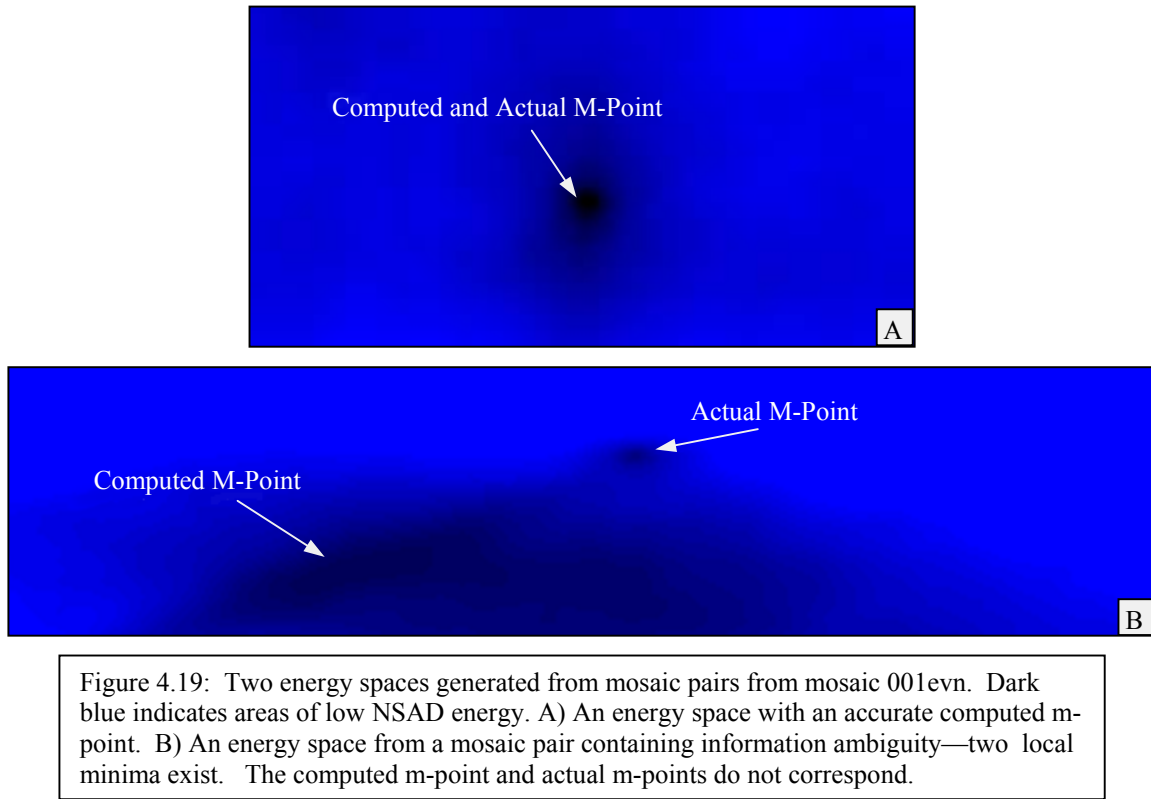 Computed and Actual M-Point
A
Actual M-Point
Computed M-Point
B
Figure 4.19:  Two energy spaces generated from mosaic pairs from mosaic 001evn.  Dark
blue indicates areas of low NSAD energy. A) An energy space with an accurate computed m-
point.  B) An energy space from a mosaic pair containing information ambiguity—two  local
minima exist.   The computed m-point and actual m-points do not correspond.